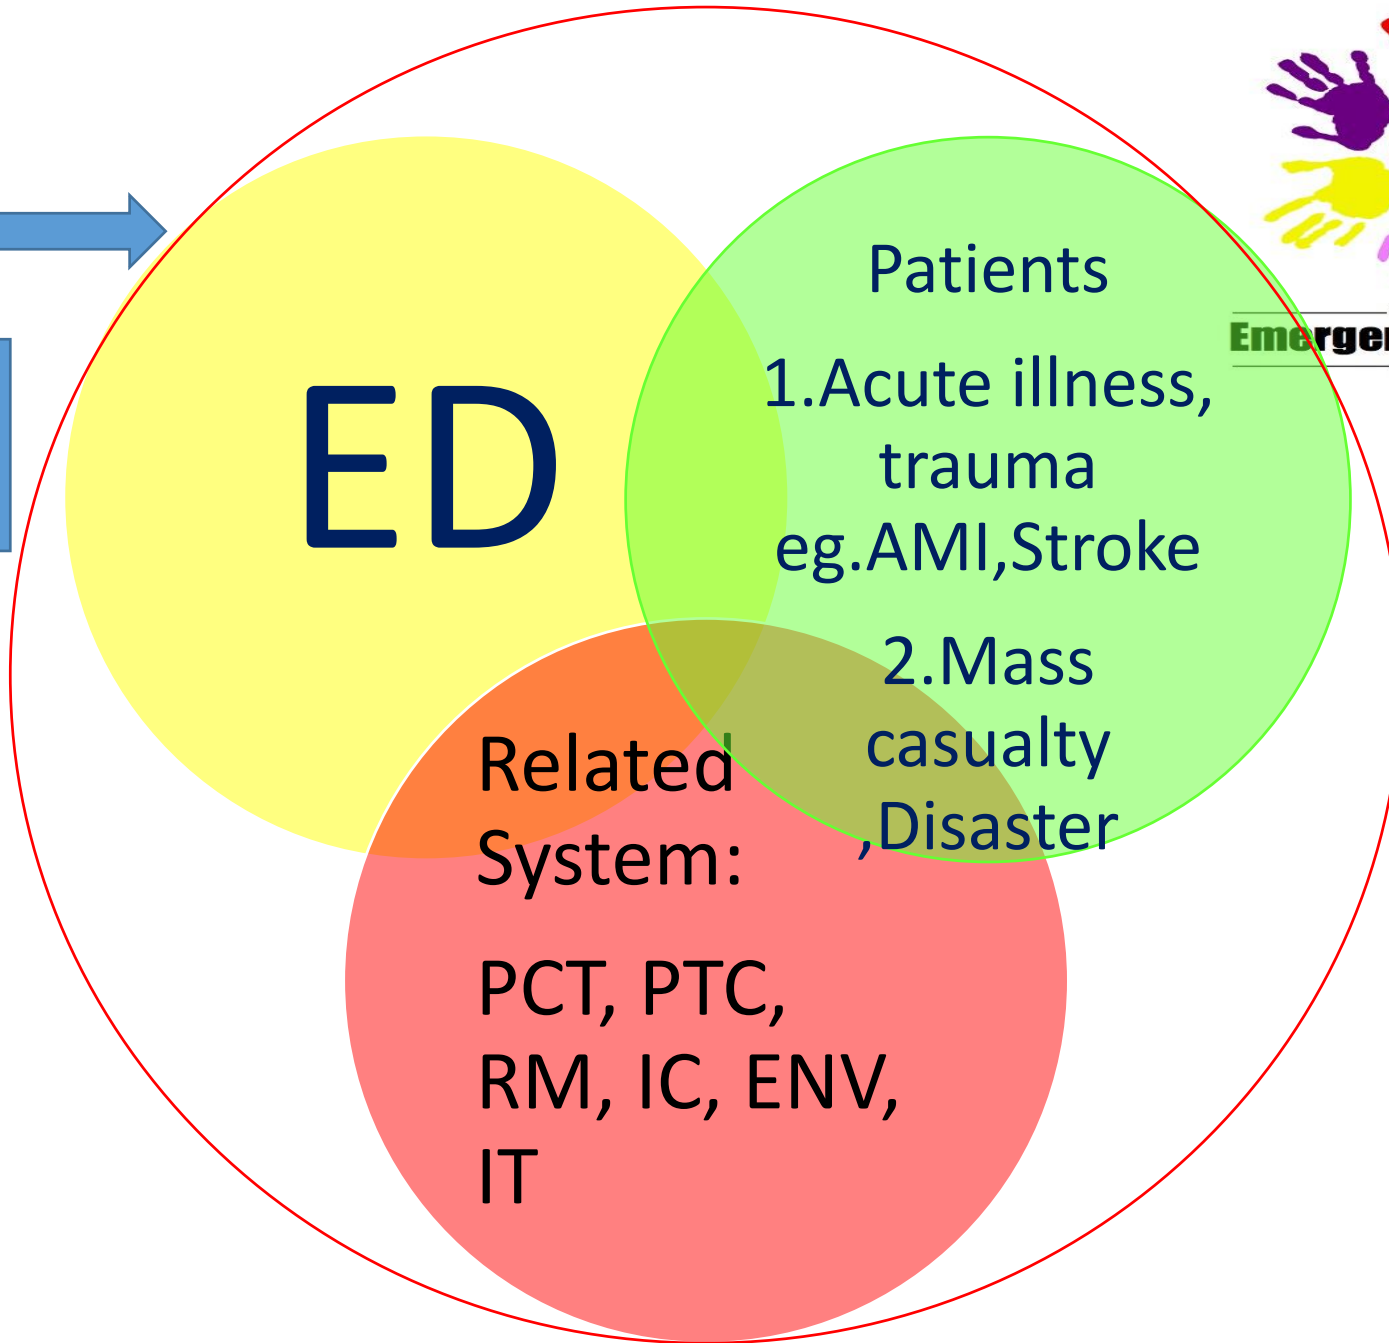 ED
Patients
1.Acute illness,
trauma
eg.AMI,Stroke
2.Mass
casualty
,Disaster
Related
System:
PCT, PTC,
RM, IC, ENV,
IT